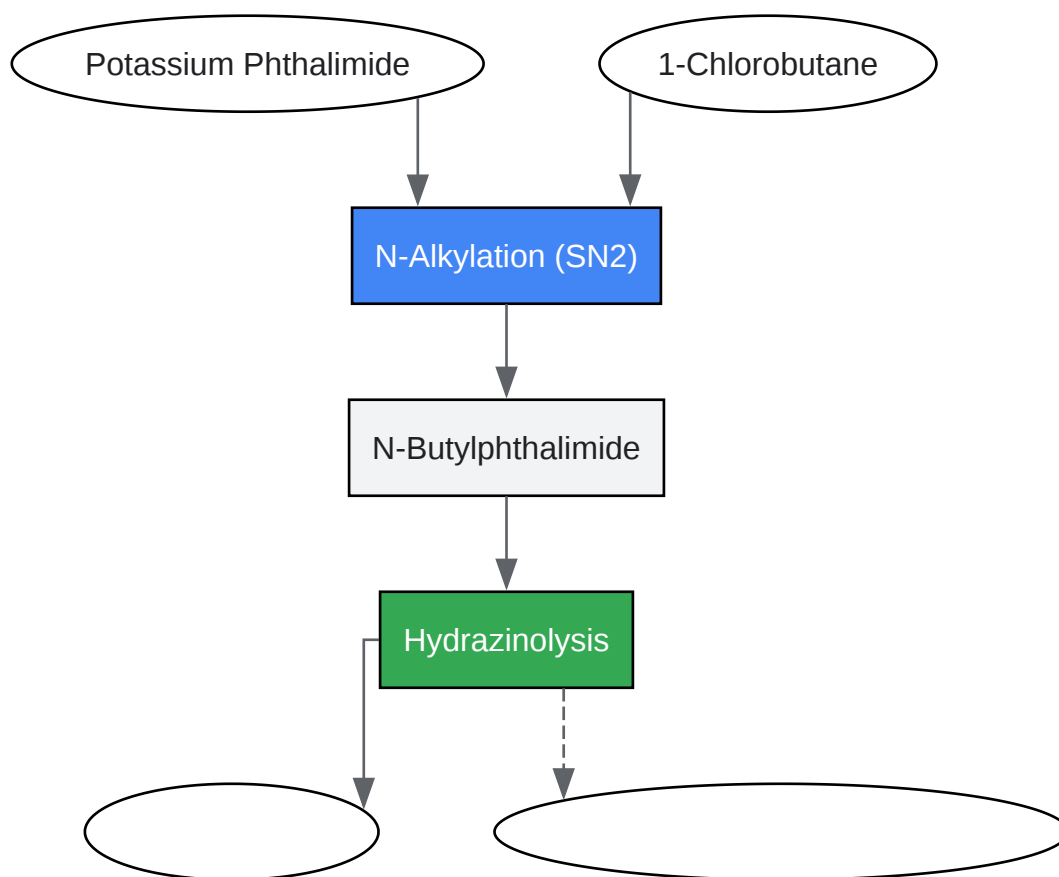 Potassium Phthalimide
1-Chlorobutane
N-Alkylation (SN2)
N-Butylphthalimide
Hydrazinolysis